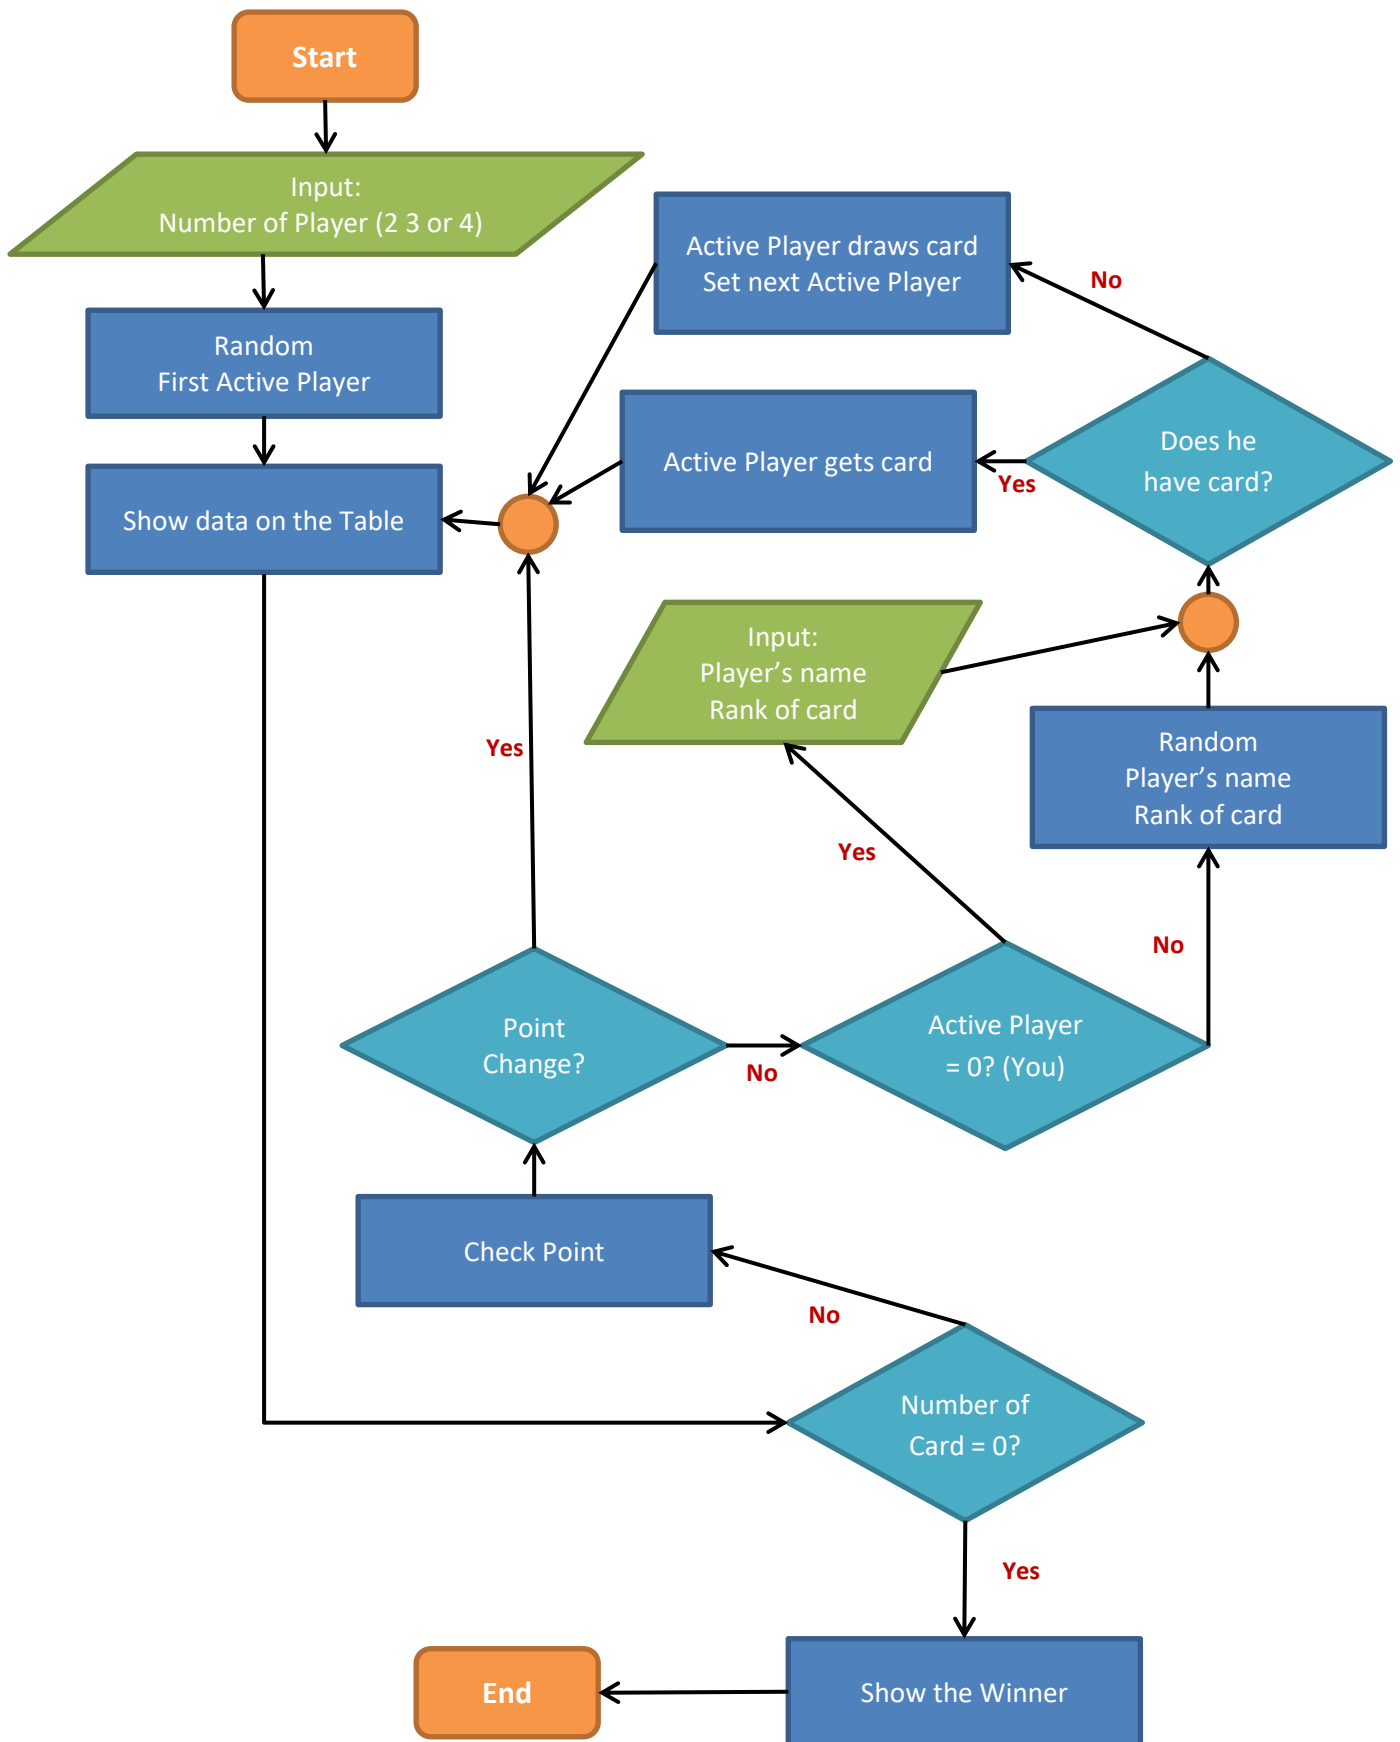 Start
Input:
Number of Player (2 3 or 4)
Random
First Active Player
Show data on the Table
Active Player draws card
Set next Active Player
No
Active Player gets card
Yes
Does he
have card?
Input:
Player’s name
Rank of card
Random
Player’s name
Rank of card
Yes
Yes
No
Point
Change?
No
Active Player
= 0? (You)
Check Point
No
Number of
Card = 0?
Yes
End
Show the Winner